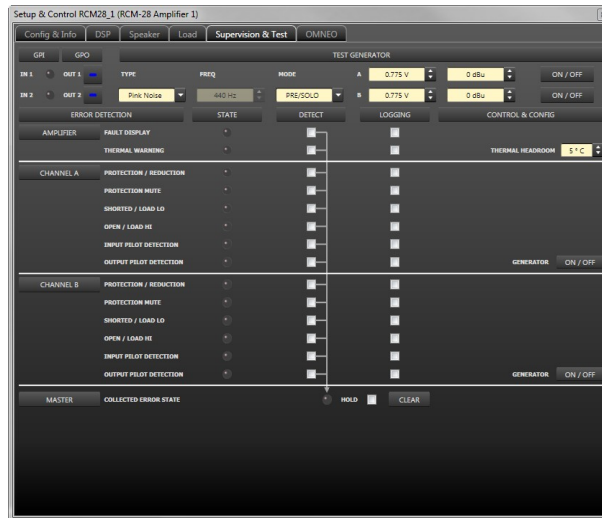 Setup & Control RCM28_1 (RCM-28 Amplifier 1)
Config & Info DSP Speaker Load Supervision & Test OMNEO
GPI GPO TEST GENERATOR
IN 1 OUT 1 TYPE FREQ MODE A 0.775 V 0 dBu ON / OFF
IN 2 OUT 2 Pink Noise 440 Hz PRE/SOLO B 0.775 V 0 dBu ON / OFF
ERROR DETECTION STATE DETECT LOGGING CONTROL & CONFIG
AMPLIFIER FAULT DISPLAY
THERMAL WARNING THERMAL HEADROOM 5 ° C
CHANNEL A PROTECTION / REDUCTION
PROTECTION MUTE
SHORTED / LOAD LO
OPEN / LOAD HI
INPUT PILOT DETECTION
OUTPUT PILOT DETECTION GENERATOR ON / OFF
CHANNEL B PROTECTION / REDUCTION
PROTECTION MUTE
SHORTED / LOAD LO
OPEN / LOAD HI
INPUT PILOT DETECTION
OUTPUT PILOT DETECTION GENERATOR ON / OFF
MASTER COLLECTED ERROR STATE HOLD CLEAR